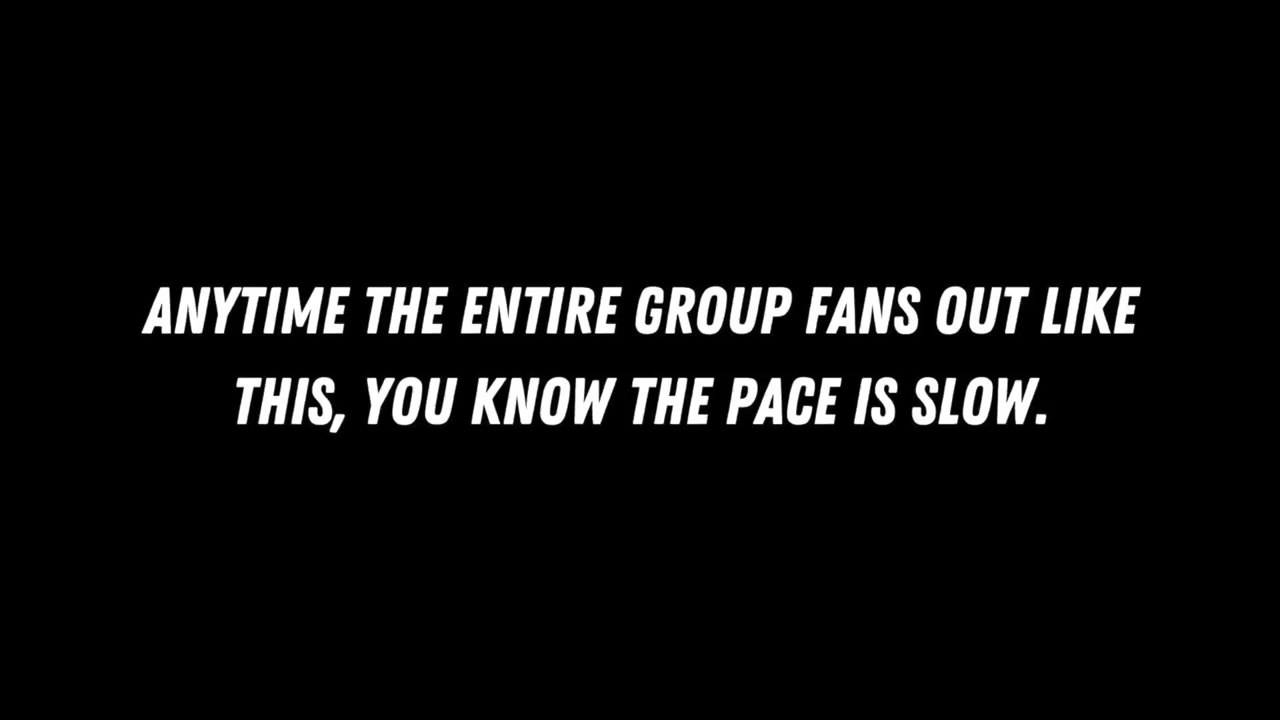 ANYTIME THE ENTIRE GROUP FANS OUT LIKE
THIS, YOU KNOW THE PACE IS SLOW.